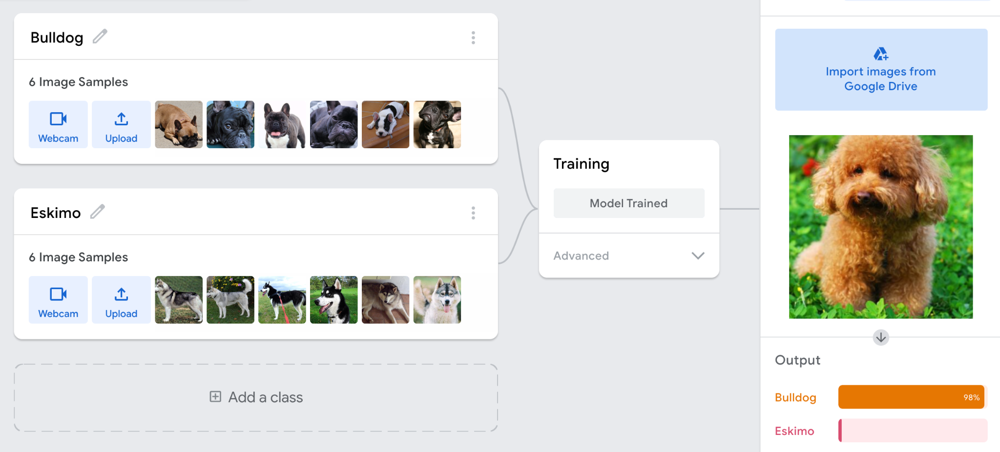 Bulldog
6 Image Samples
Webcam
Upload
Eskimo
6 Image Samples
Webcam
Upload
Add a class
Training
Model Trained
Advanced
Import images from
Google Drive
Output
Bulldog
98%
Eskimo